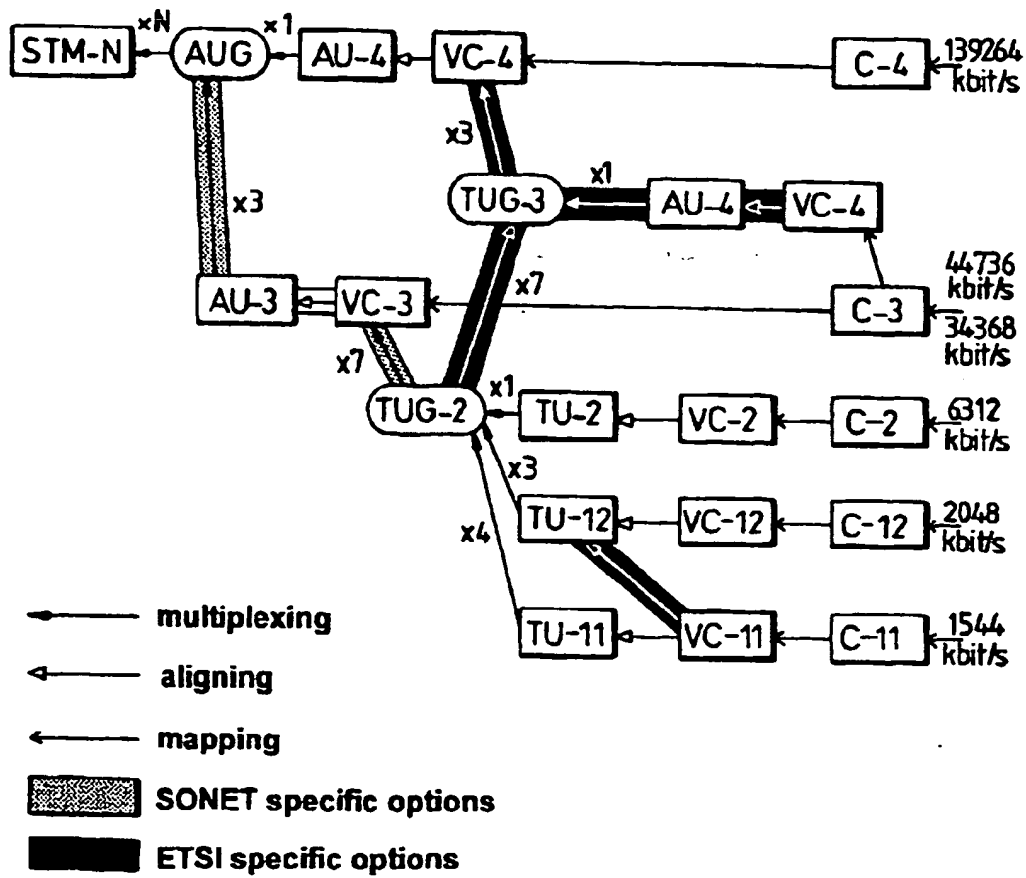 xN
x1
STM-N
AUG
AU-4
VC-4
C-4
139264
kbit/s
x3
x1
x3
TUG-3
AU-4
VC-4
44736
kbit/s
x7
AU-3
VC-3
C-3
34368
kbit/s
x7
x1
TUG-2
TU-2
VC-2
C-2
6312
kbit/s
x3
TU-12
VC-12
C-12
2048
kbit/s
x4
TU-11
VC-11
C-11
1544
kbit/s
multiplexing
aligning
mapping
SONET specific options
ETSI specific options